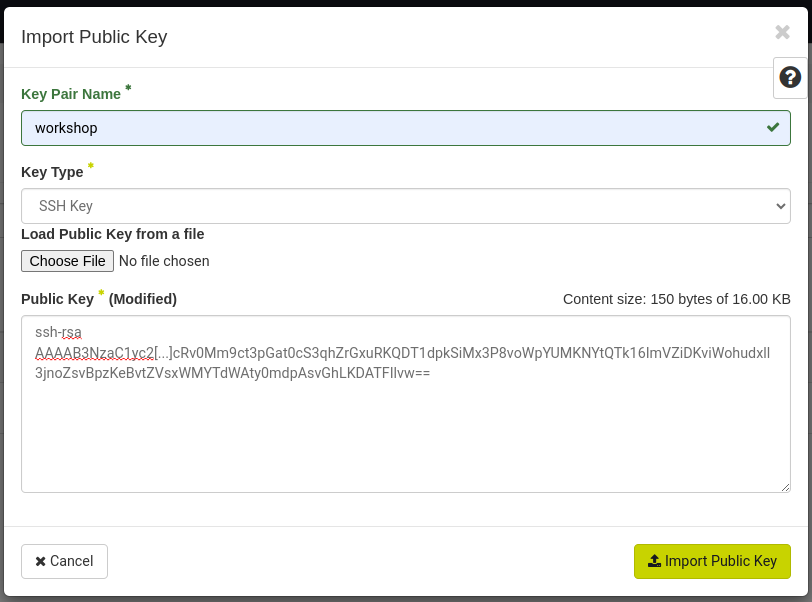 Import Public Key
Key Pair Name *
workshop
Key Type *
SSH Key
Load Public Key from a file
Choose File No file chosen
Public Key * (Modified) Content size: 150 bytes of 16.00 KB
ssh-rsa
AAAAB3NzaC1yc2[...]cRv0Mm9ct3pGat0cS3qhZrGxuRKQDT1dpkSiMx3P8voWpYUMKNYtQTk16lmVZiDKviWohudxIl
3jnoZsvBpzKeBvtZVsxWMYTdWAty0mdpAsvGhLKDATFIlvw==
Cancel Import Public Key